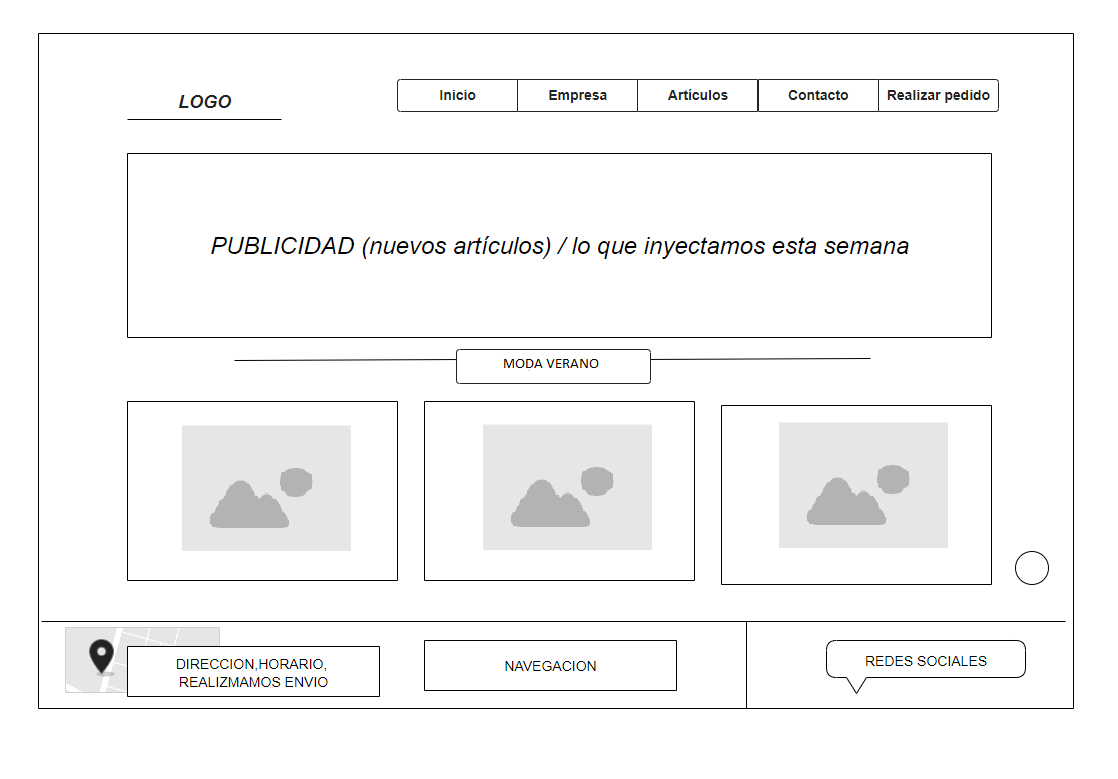 LOGO
Inicio
Empresa
Artículos
Contacto
Realizar pedido
PUBLICIDAD (nuevos artículos) / lo que inyectamos esta semana
MODA VERANO
DIRECCION,HORARIO,
REALIZMAMOS ENVIO
NAVEGACION
REDES SOCIALES